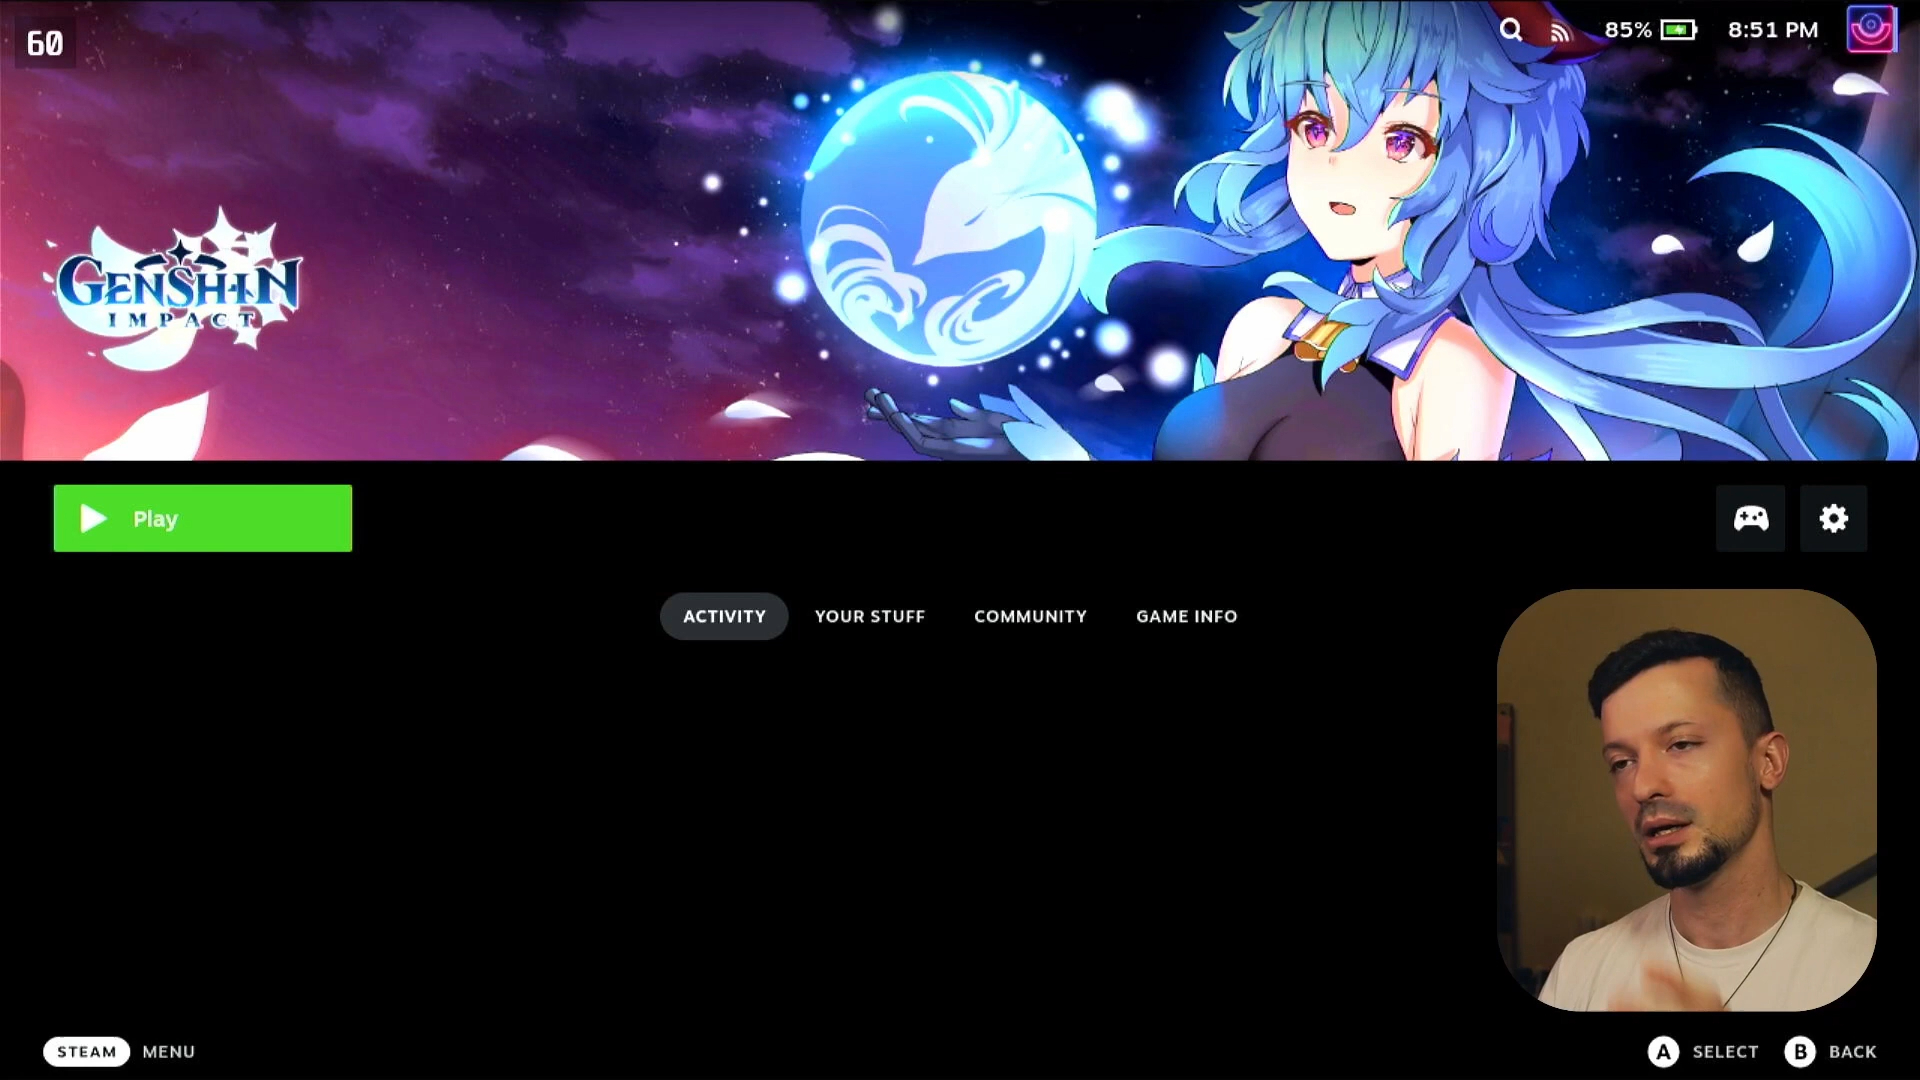 60
85%
8:51 PM
GENSHIN
IMPACT
Play
ACTIVITY
YOUR STUFF
COMMUNITY
GAME INFO
STEAM MENU
A SELECT
B BACK